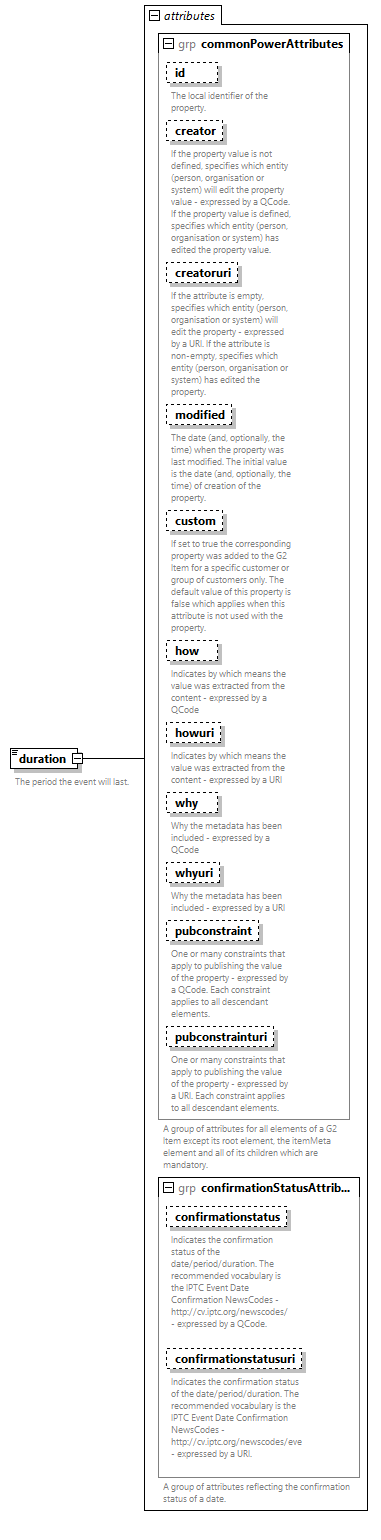 attributes
grp commonPowerAttributes
id
The local identifier of the
property.
creator
If the property value is not
defined, specifies which entity
(person, organisation or
system) will edit the property
value - expressed by a QCode.
If the property value is defined,
specifies which entity (person,
organisation or system) has
edited the property value.
creatoruri
If the attribute is empty,
specifies which entity (person,
organisation or system) will
edit the property - expressed
by a URI. If the attribute is
non-empty, specifies which
entity (person, organisation or
system) has edited the
property.
modified
The date (and, optionally, the
time) when the property was
last modified. The initial value
is the date (and, optionally, the
time) of creation of the
property.
custom
If set to true the corresponding
property was added to the G2
Item for a specific customer or
group of customers only. The
default value of this property is
false which applies when this
attribute is not used with the
property.
how
Indicates by which means the
value was extracted from the
content - expressed by a
QCode
howuri
Indicates by which means the
value was extracted from the
content - expressed by a URI
duration
The period the event will last.
why
Why the metadata has been
included - expressed by a
QCode
whyuri
Why the metadata has been
included - expressed by a URI
pubconstraint
One or many constraints that
apply to publishing the value
of the property - expressed by
a QCode. Each constraint
applies to all descendant
elements.
pubconstrainturi
One or many constraints that
apply to publishing the value
of the property - expressed by
a URI. Each constraint applies
to all descendant elements.
A group of attributes for all elements of a G2
Item except its root element, the itemMeta
element and all of its children which are
mandatory.
grp confirmationStatusAttrib...
confirmationstatus
Indicates the confirmation
status of the
date/period/duration. The
recommended vocabulary is
the IPTC Event Date
Confirmation NewsCodes -
http://cv.iptc.org/newscodes/
- expressed by a QCode.
confirmationstatusuri
Indicates the confirmation status
of the date/period/duration. The
recommended vocabulary is the
IPTC Event Date Confirmation
NewsCodes -
http://cv.iptc.org/newscodes/eve
- expressed by a URI.
A group of attributes reflecting the confirmation
status of a date.